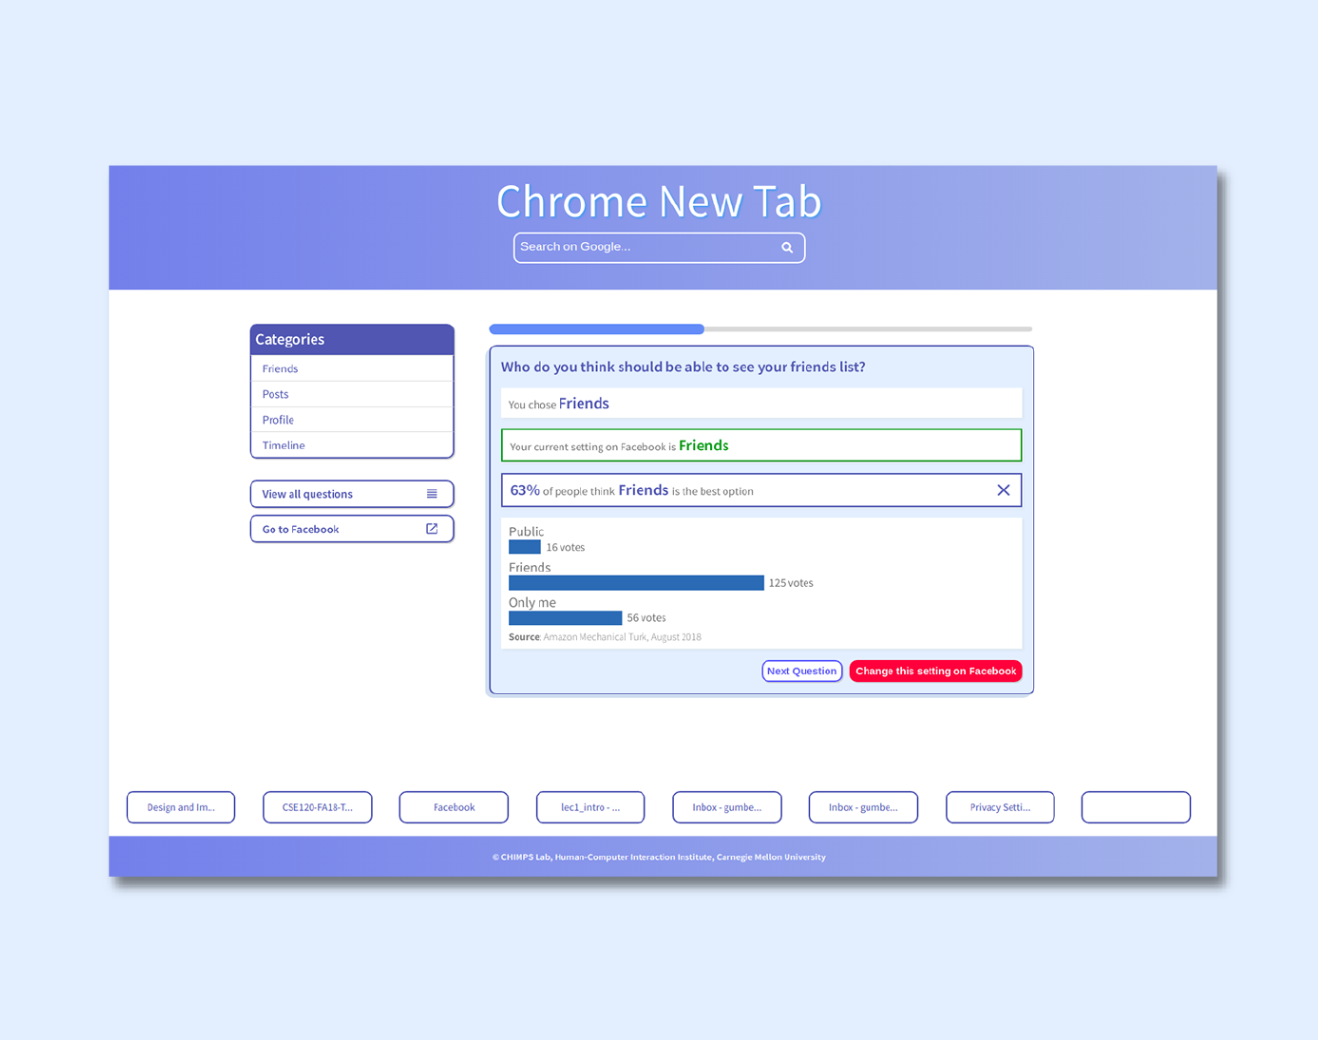 Chrome New Tab
Search on Google...
Categories
Friends
Posts
Profile
Timeline
View all questions
Go to Facebook
Who do you think should be able to see your friends list?
You chose Friends
Your current setting on Facebook is Friends
63% of people think Friends is the best option
Public
16 votes
Friends
125 votes
Only me
56 votes
Source: Amazon Mechanical Turk, August 2018
Next Question
Change this setting on Facebook
Design and Im...
CSE120-FA18-T...
Facebook
lec1_intro - ...
Inbox - gumbe...
Inbox - gumbe...
Privacy Setti...
© CHIMPS Lab, Human-Computer Interaction Institute, Carnegie Mellon University